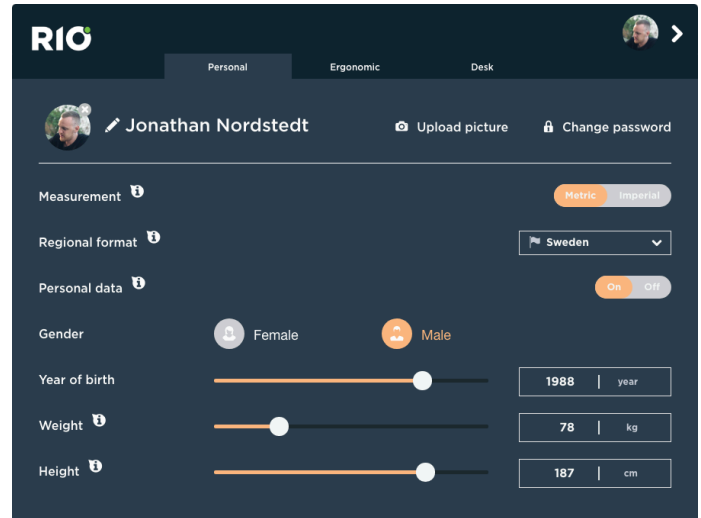 RIO
Personal Ergonomic Desk
Jonathan Nordstedt Upload picture Change password
Measurement Metric Imperial
Regional format Sweden
Personal data On Off
Gender Female Male
Year of birth 1988 | year
Weight 78 | kg
Height 187 | cm